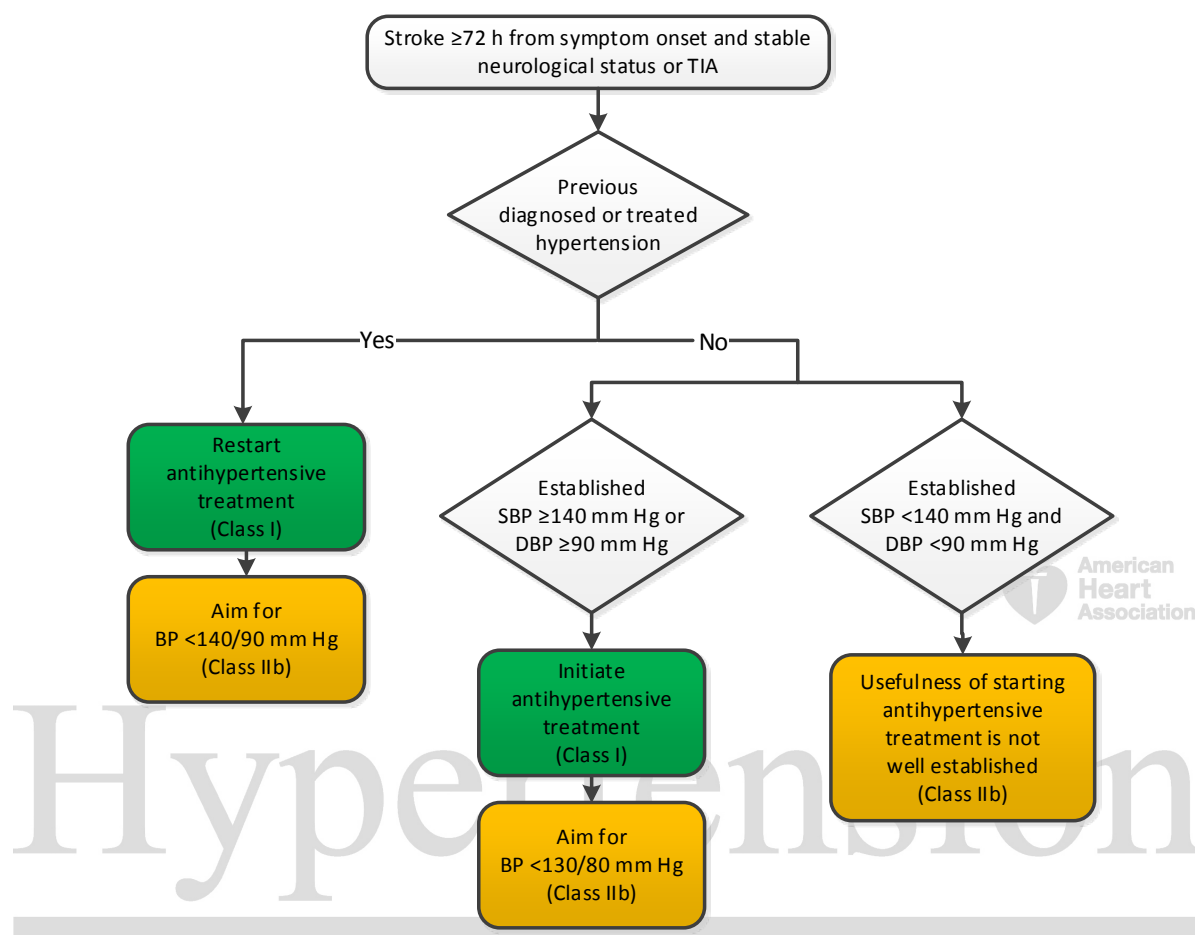 Stroke ≥72 h from symptom onset and stable
neurological status or TIA
Previous
diagnosed or treated
hypertension
Yes
No
Restart
antihypertensive
treatment
(Class I)
Aim for
BP <140/90 mm Hg
(Class IIb)
Established
SBP ≥140 mm Hg or
DBP ≥90 mm Hg
Initiate
antihypertensive
treatment
(Class I)
Aim for
BP <130/80 mm Hg
(Class IIb)
Established
SBP <140 mm Hg and
DBP <90 mm Hg
Usefulness of starting
antihypertensive
treatment is not
well established
(Class IIb)
American
Heart
Association
Hypertension